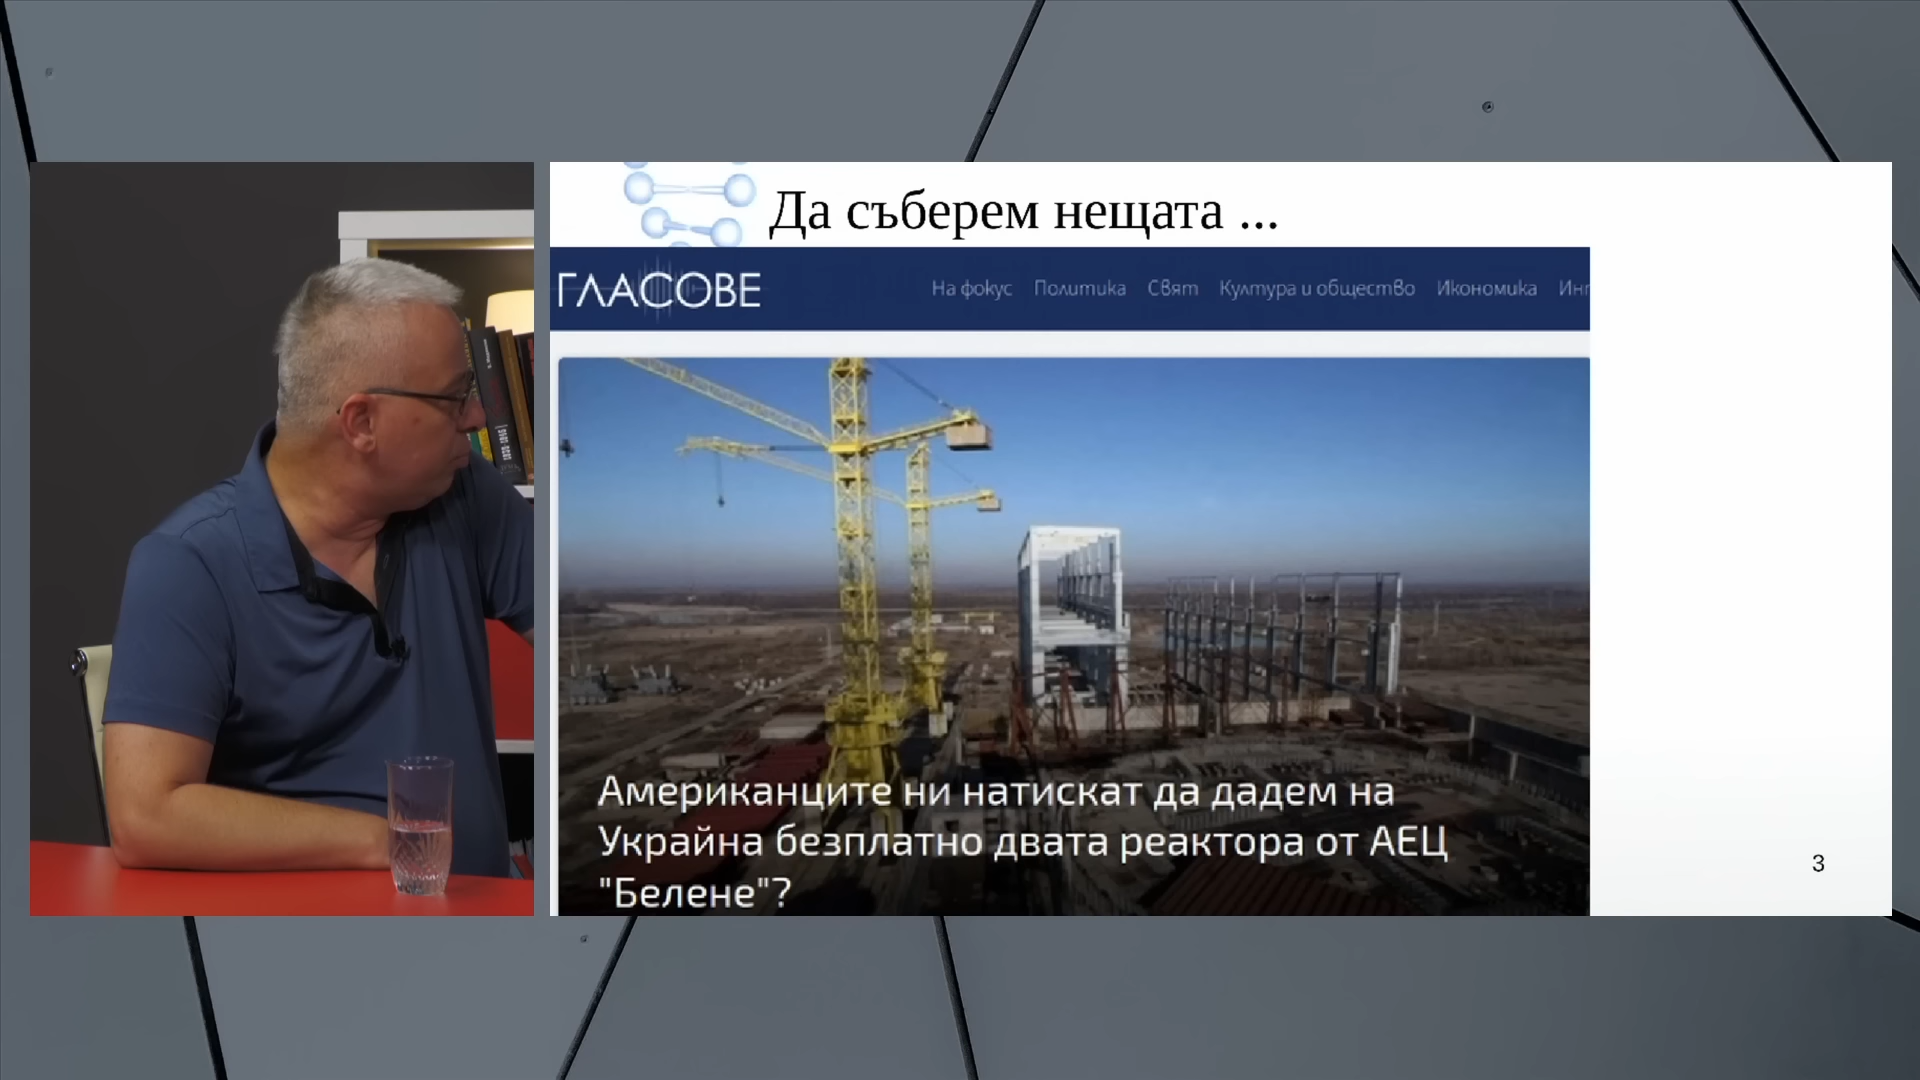 Да съберем нещата ...
ГЛАСОВЕ
На фокус Политика Свят Култура и общество Икономика
Американците ни натискат да дадем на
Украйна безплатно двата реактора от АЕЦ
"Белене"?
3